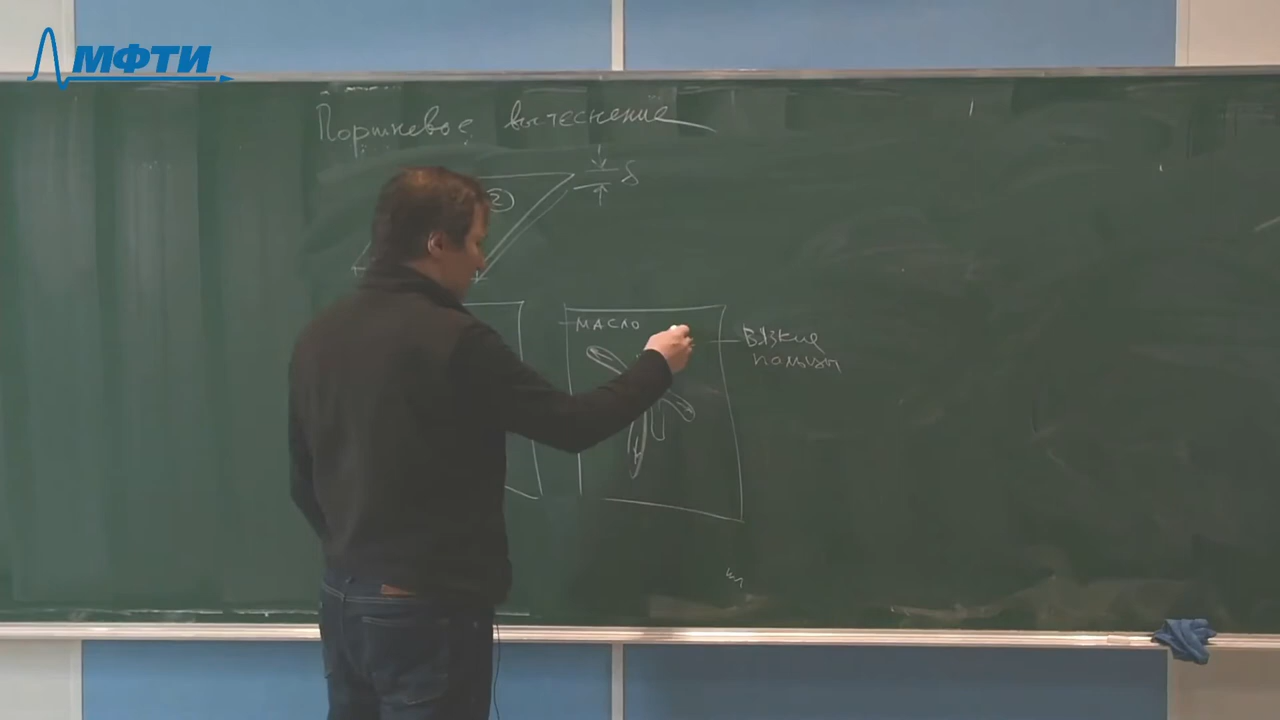 МФТИ
Поршневое вытеснение
2
δ
МАСЛО
Вязкие
пальцы